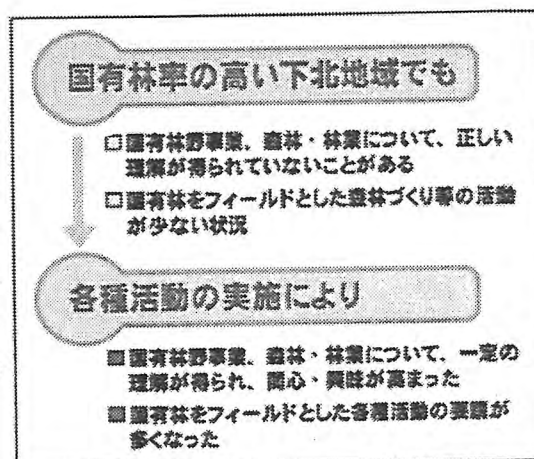 国有林率の高い下北地域でも
□国有林野事業、森林・林業について、正しい
理解が得られていないことがある
□国有林をフィールドとした森林づくり等の活動
が少ない状況
各種活動の実施により
■国有林野事業、森林・林業について、一定の
理解が得られ、関心・興味が高まった
■国有林をフィールドとした各種活動の要請が
多くなった